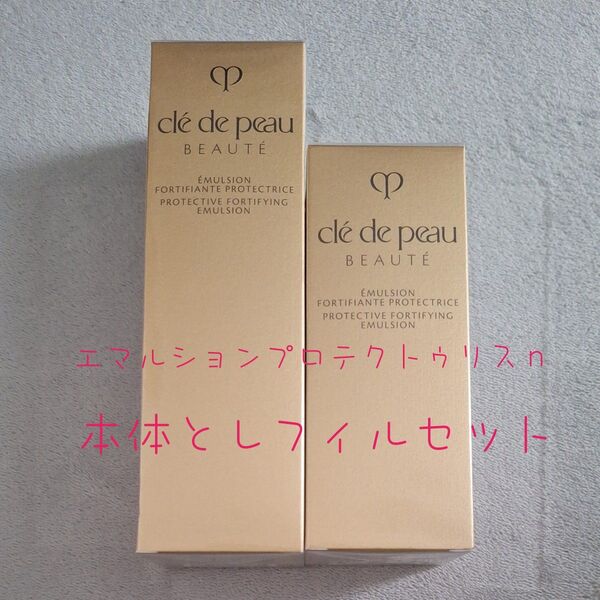 clé de peau
BEAUTÉ
ÉMULSION
FORTIFIANTE PROTECTRICE
PROTECTIVE FORTIFYING
EMULSION
clé de peau
BEAUTÉ
ÉMULSION
FORTIFIANTE PROTECTRICE
PROTECTIVE FORTIFYING
EMULSION
エマルションプロテクトゥリスn
本体とレフィルセット